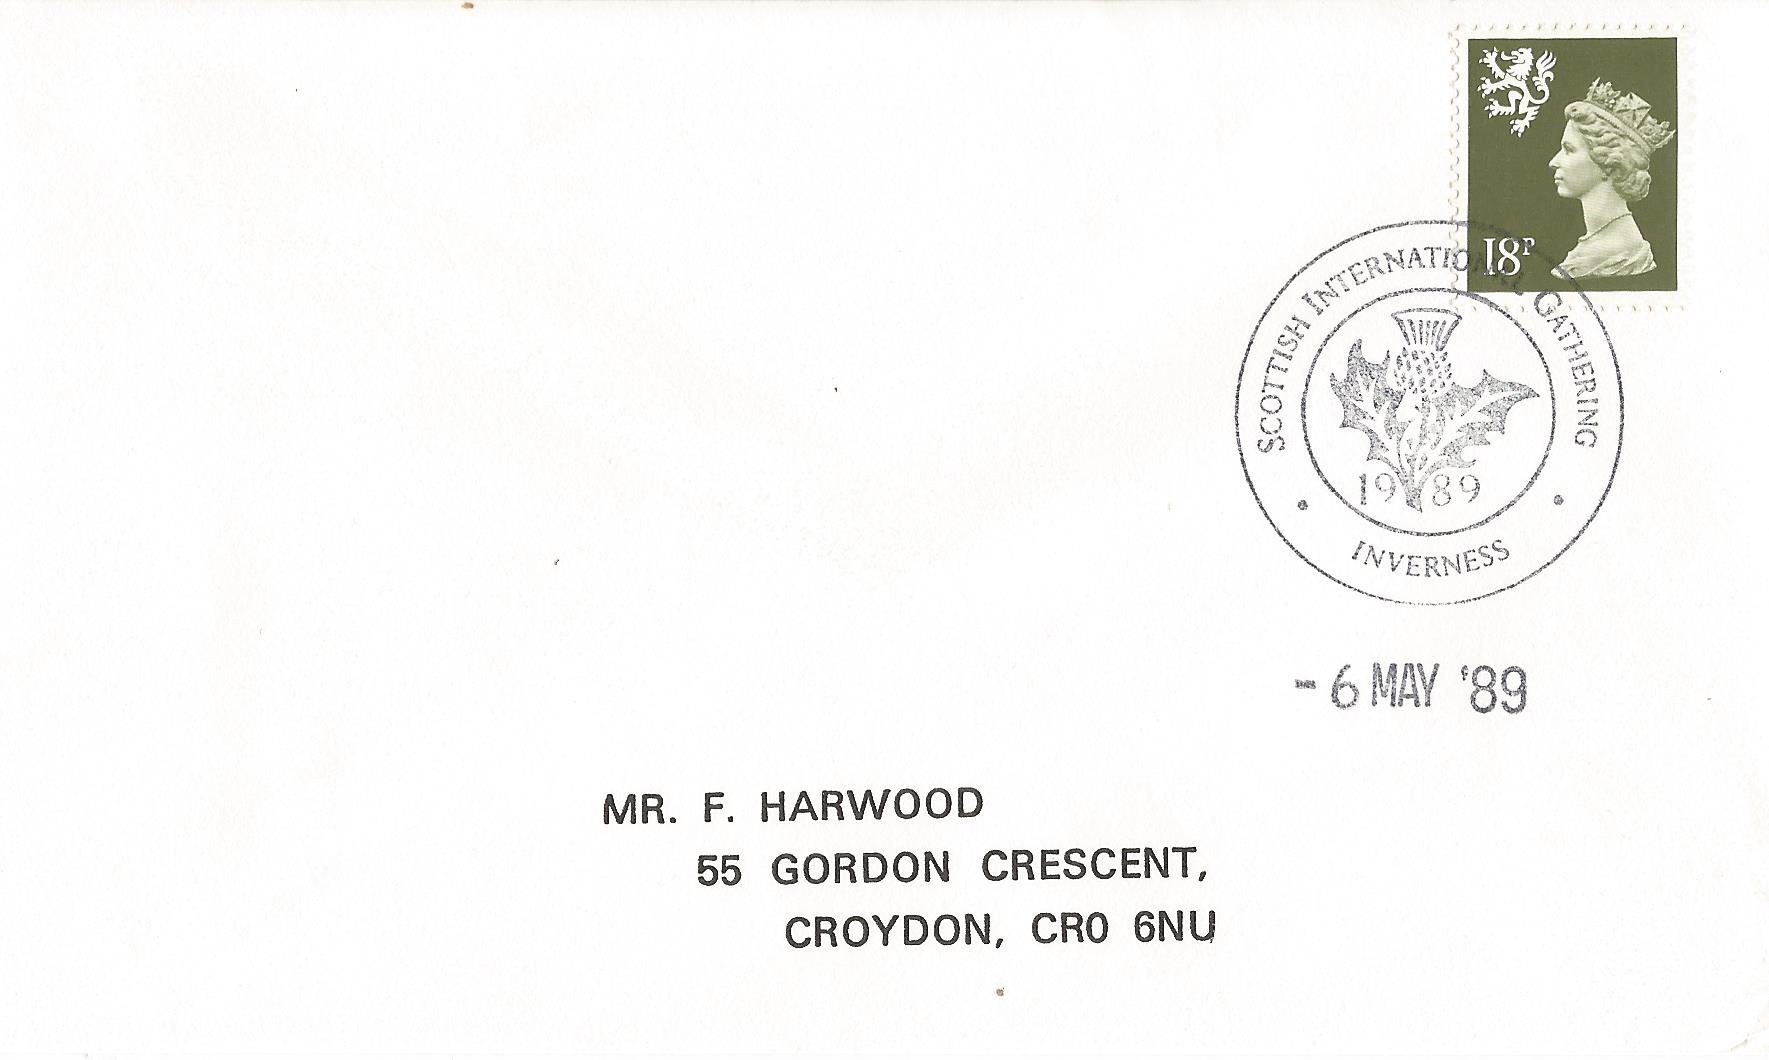 18P
SCOTTISH INTERNATIONAL GATHERING
1989
INVERNESS
- 6 MAY '89
MR. F. HARWOOD
55 GORDON CRESCENT,
CROYDON, CR0 6NU